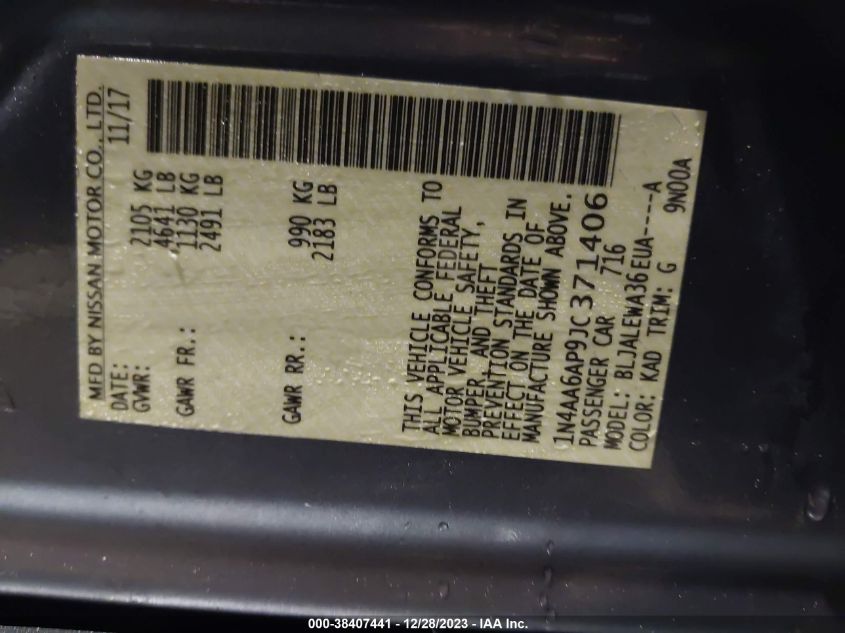 MFD BY NISSAN MOTOR CO., LTD.
DATE: 11/17
GVWR: 2105 KG
4641 LB
GAWR FR.: 1130 KG
2491 LB
GAWR RR.: 990 KG
2183 LB
THIS VEHICLE CONFORMS TO
ALL APPLICABLE FEDERAL
MOTOR VEHICLE SAFETY,
BUMPER, AND THEFT
PREVENTION STANDARDS IN
EFFECT ON THE DATE OF
MANUFACTURE SHOWN ABOVE.
1N4AA6AP9JC371406
PASSENGER CAR 716
MODEL: BLJALEWA36EUA----A
COLOR: KAD TRIM: G 9N00A
000-38407441 - 12/28/2023 - IAA Inc.